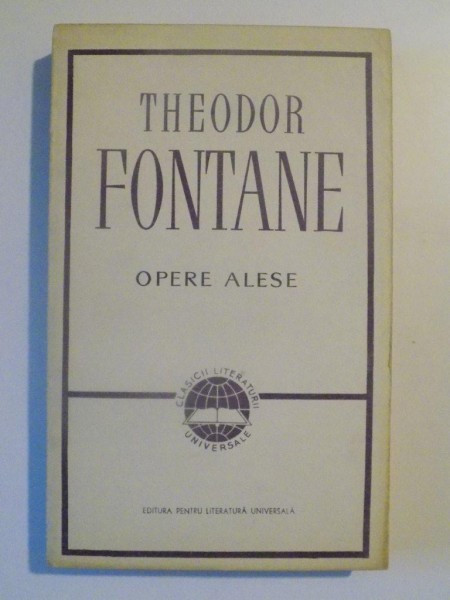 THEODOR
FONTANE
OPERE ALESE
CLASICII LITERATURII
UNIVERSALE
EDITURA PENTRU LITERATURĂ UNIVERSALĂ